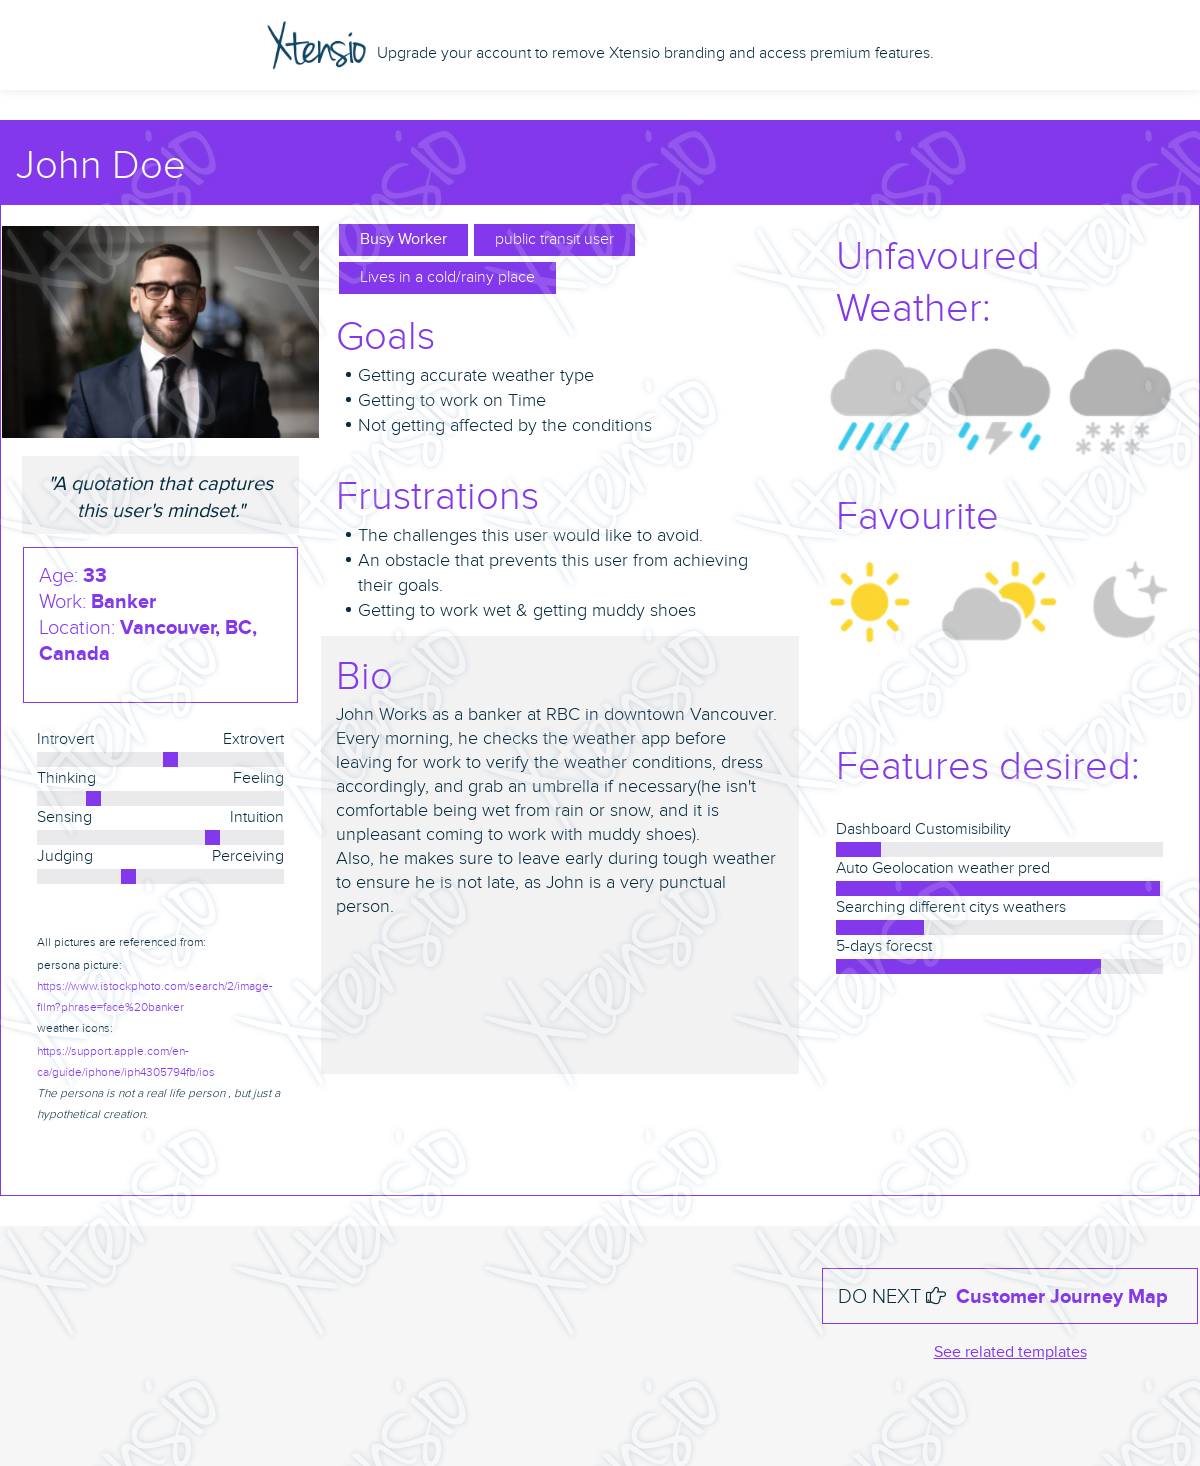 Xtensio
Upgrade your account to remove Xtensio branding and access premium features.
John Doe
Busy Worker
public transit user
Lives in a cold/rainy place
Goals
Getting accurate weather type
Getting to work on Time
Not getting affected by the conditions
Frustrations
The challenges this user would like to avoid.
An obstacle that prevents this user from achieving
their goals.
Getting to work wet & getting muddy shoes
Bio
John Works as a banker at RBC in downtown Vancouver.
Every morning, he checks the weather app before
leaving for work to verify the weather conditions, dress
accordingly, and grab an umbrella if necessary(he isn't
comfortable being wet from rain or snow, and it is
unpleasant coming to work with muddy shoes).
Also, he makes sure to leave early during tough weather
to ensure he is not late, as John is a very punctual
person.
"A quotation that captures
this user's mindset."
Age: 33
Work: Banker
Location: Vancouver, BC,
Canada
Introvert Extrovert
Thinking Feeling
Sensing Intuition
Judging Perceiving
All pictures are referenced from:
persona picture:
https://www.istockphoto.com/search/2/image-
film?phrase=face%20banker
weather icons:
https://support.apple.com/en-
ca/guide/iphone/iph4305794fb/ios
The persona is not a real life person , but just a
hypothetical creation.
Unfavoured
Weather:
Favourite
Features desired:
Dashboard Customisibility
Auto Geolocation weather pred
Searching different citys weathers
5-days forecst
DO NEXT Customer Journey Map
See related templates